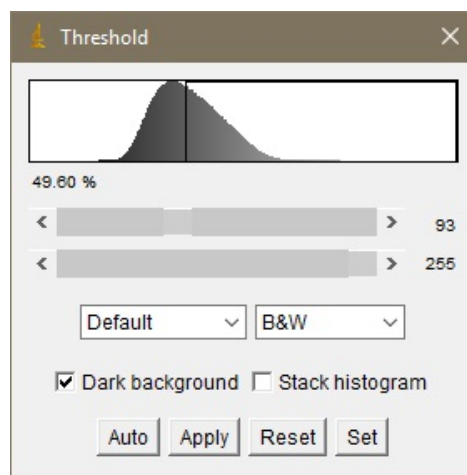 Threshold
49.60 %
93
255
Default B&W
Dark background Stack histogram
Auto Apply Reset Set